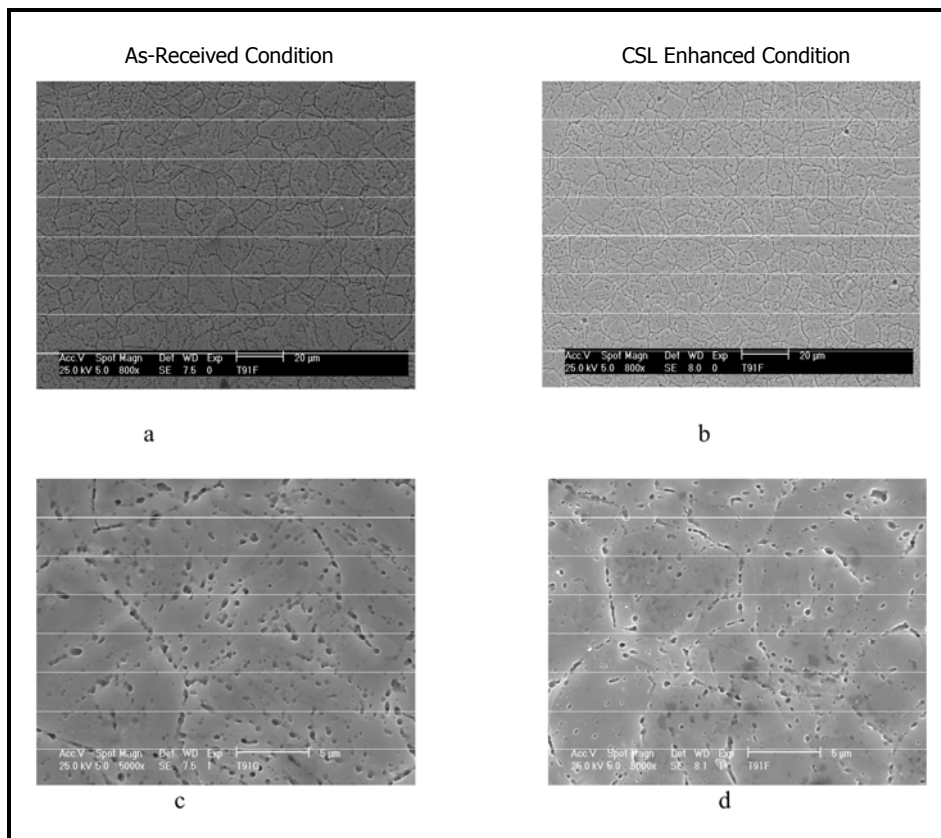 As-Received Condition
CSL Enhanced Condition
Acc.V Spot Magn Det WD Exp 20 μm
25.0 kV 5.0 800x SE 7.5 0 T91F
Acc.V Spot Magn Det WD Exp 20 μm
25.0 kV 5.0 800x SE 8.0 0 T91F
a
b
Acc.V Spot Magn Det WD Exp 5 μm
25.0 kV 5.0 5000x SE 7.5 1
Acc.V Spot Magn Det WD Exp 5 μm
25.0 kV 5.0 5000x SE 8.1 1 T91F
c
d